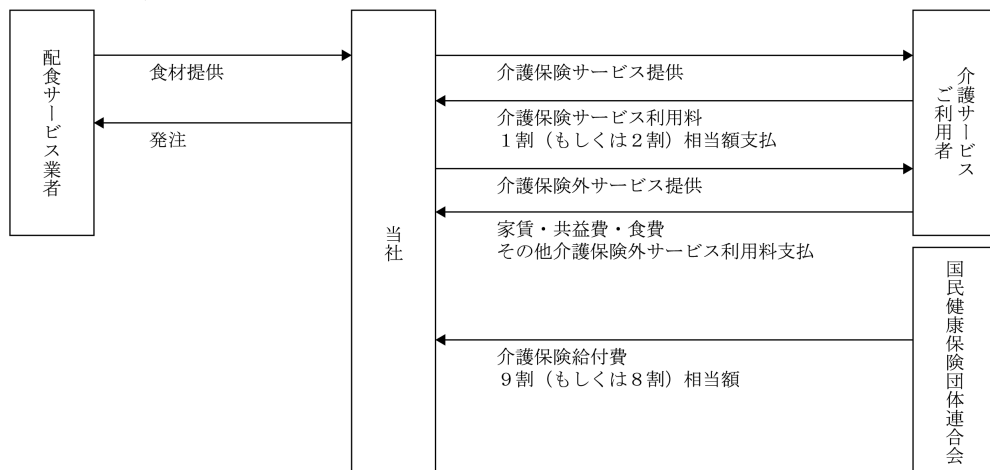 配食サービス業者
食材提供
発注
当社
介護保険サービス提供
介護保険サービス利用料
１割（もしくは２割）相当額支払
介護保険外サービス提供
家賃・共益費・食費
その他介護保険外サービス利用料支払
介護保険給付費
９割（もしくは８割）相当額
介護サービス
ご利用者
国民健康保険団体連合会